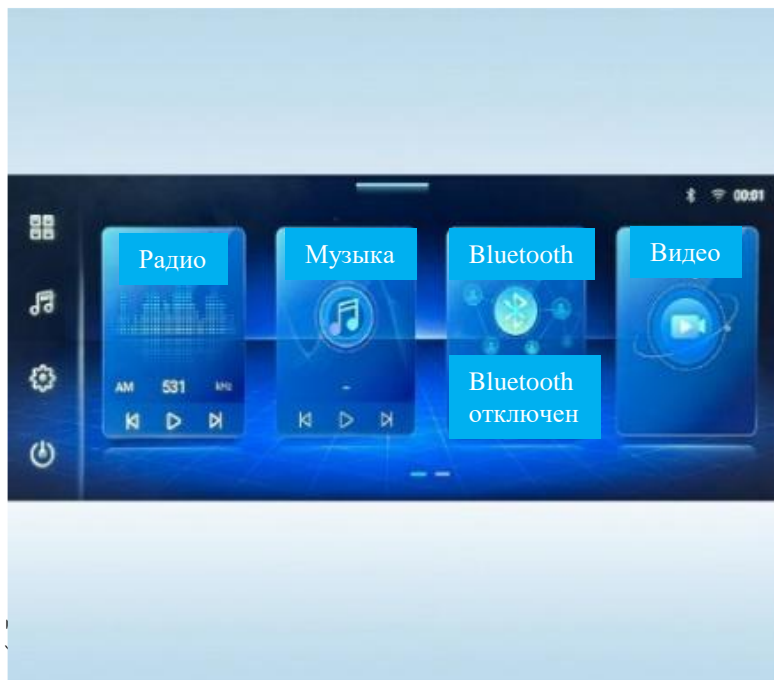 00:01
Радио
Музыка
Bluetooth
Видео
Bluetooth
отключен
AM 531 kHz
-